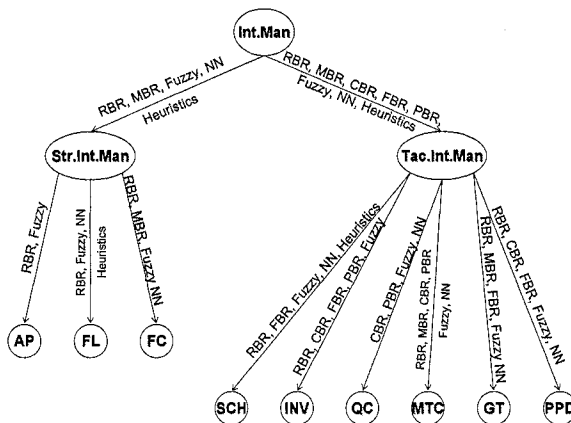 Int.Man
RBR, MBR, Fuzzy, NN
Heuristics
RBR, MBR, CBR, FBR, PBR,
Fuzzy, NN, Heuristics
Str.Int.Man
Tac.Int.Man
RBR, Fuzzy
RBR, Fuzzy, NN
Heuristics
RBR, MBR, Fuzzy NN
RBR, FBR, Fuzzy, NN, Heuristics
RBR, CBR, FBR, PBR, Fuzzy
CBR, PBR, Fuzzy, NN
RBR, MBR, CBR, PBR
Fuzzy, NN
RBR, MBR, FBR, Fuzzy NN
RBR, CBR, FBR, Fuzzy, NN
AP
FL
FC
SCH
INV
QC
MTC
GT
PPD